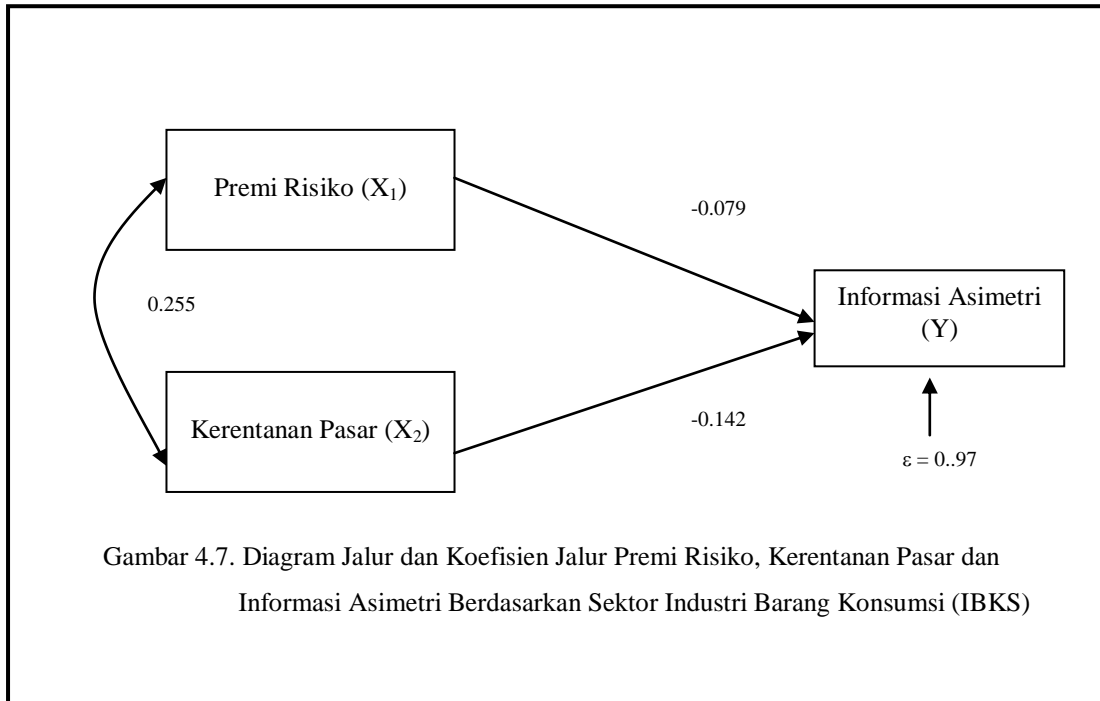 Premi Risiko (X₁)
-0.079
Informasi Asimetri
(Y)
0.255
Kerentanan Pasar (X₂)
-0.142
ε = 0..97
Gambar 4.7. Diagram Jalur dan Koefisien Jalur Premi Risiko, Kerentanan Pasar dan
Informasi Asimetri Berdasarkan Sektor Industri Barang Konsumsi (IBKS)